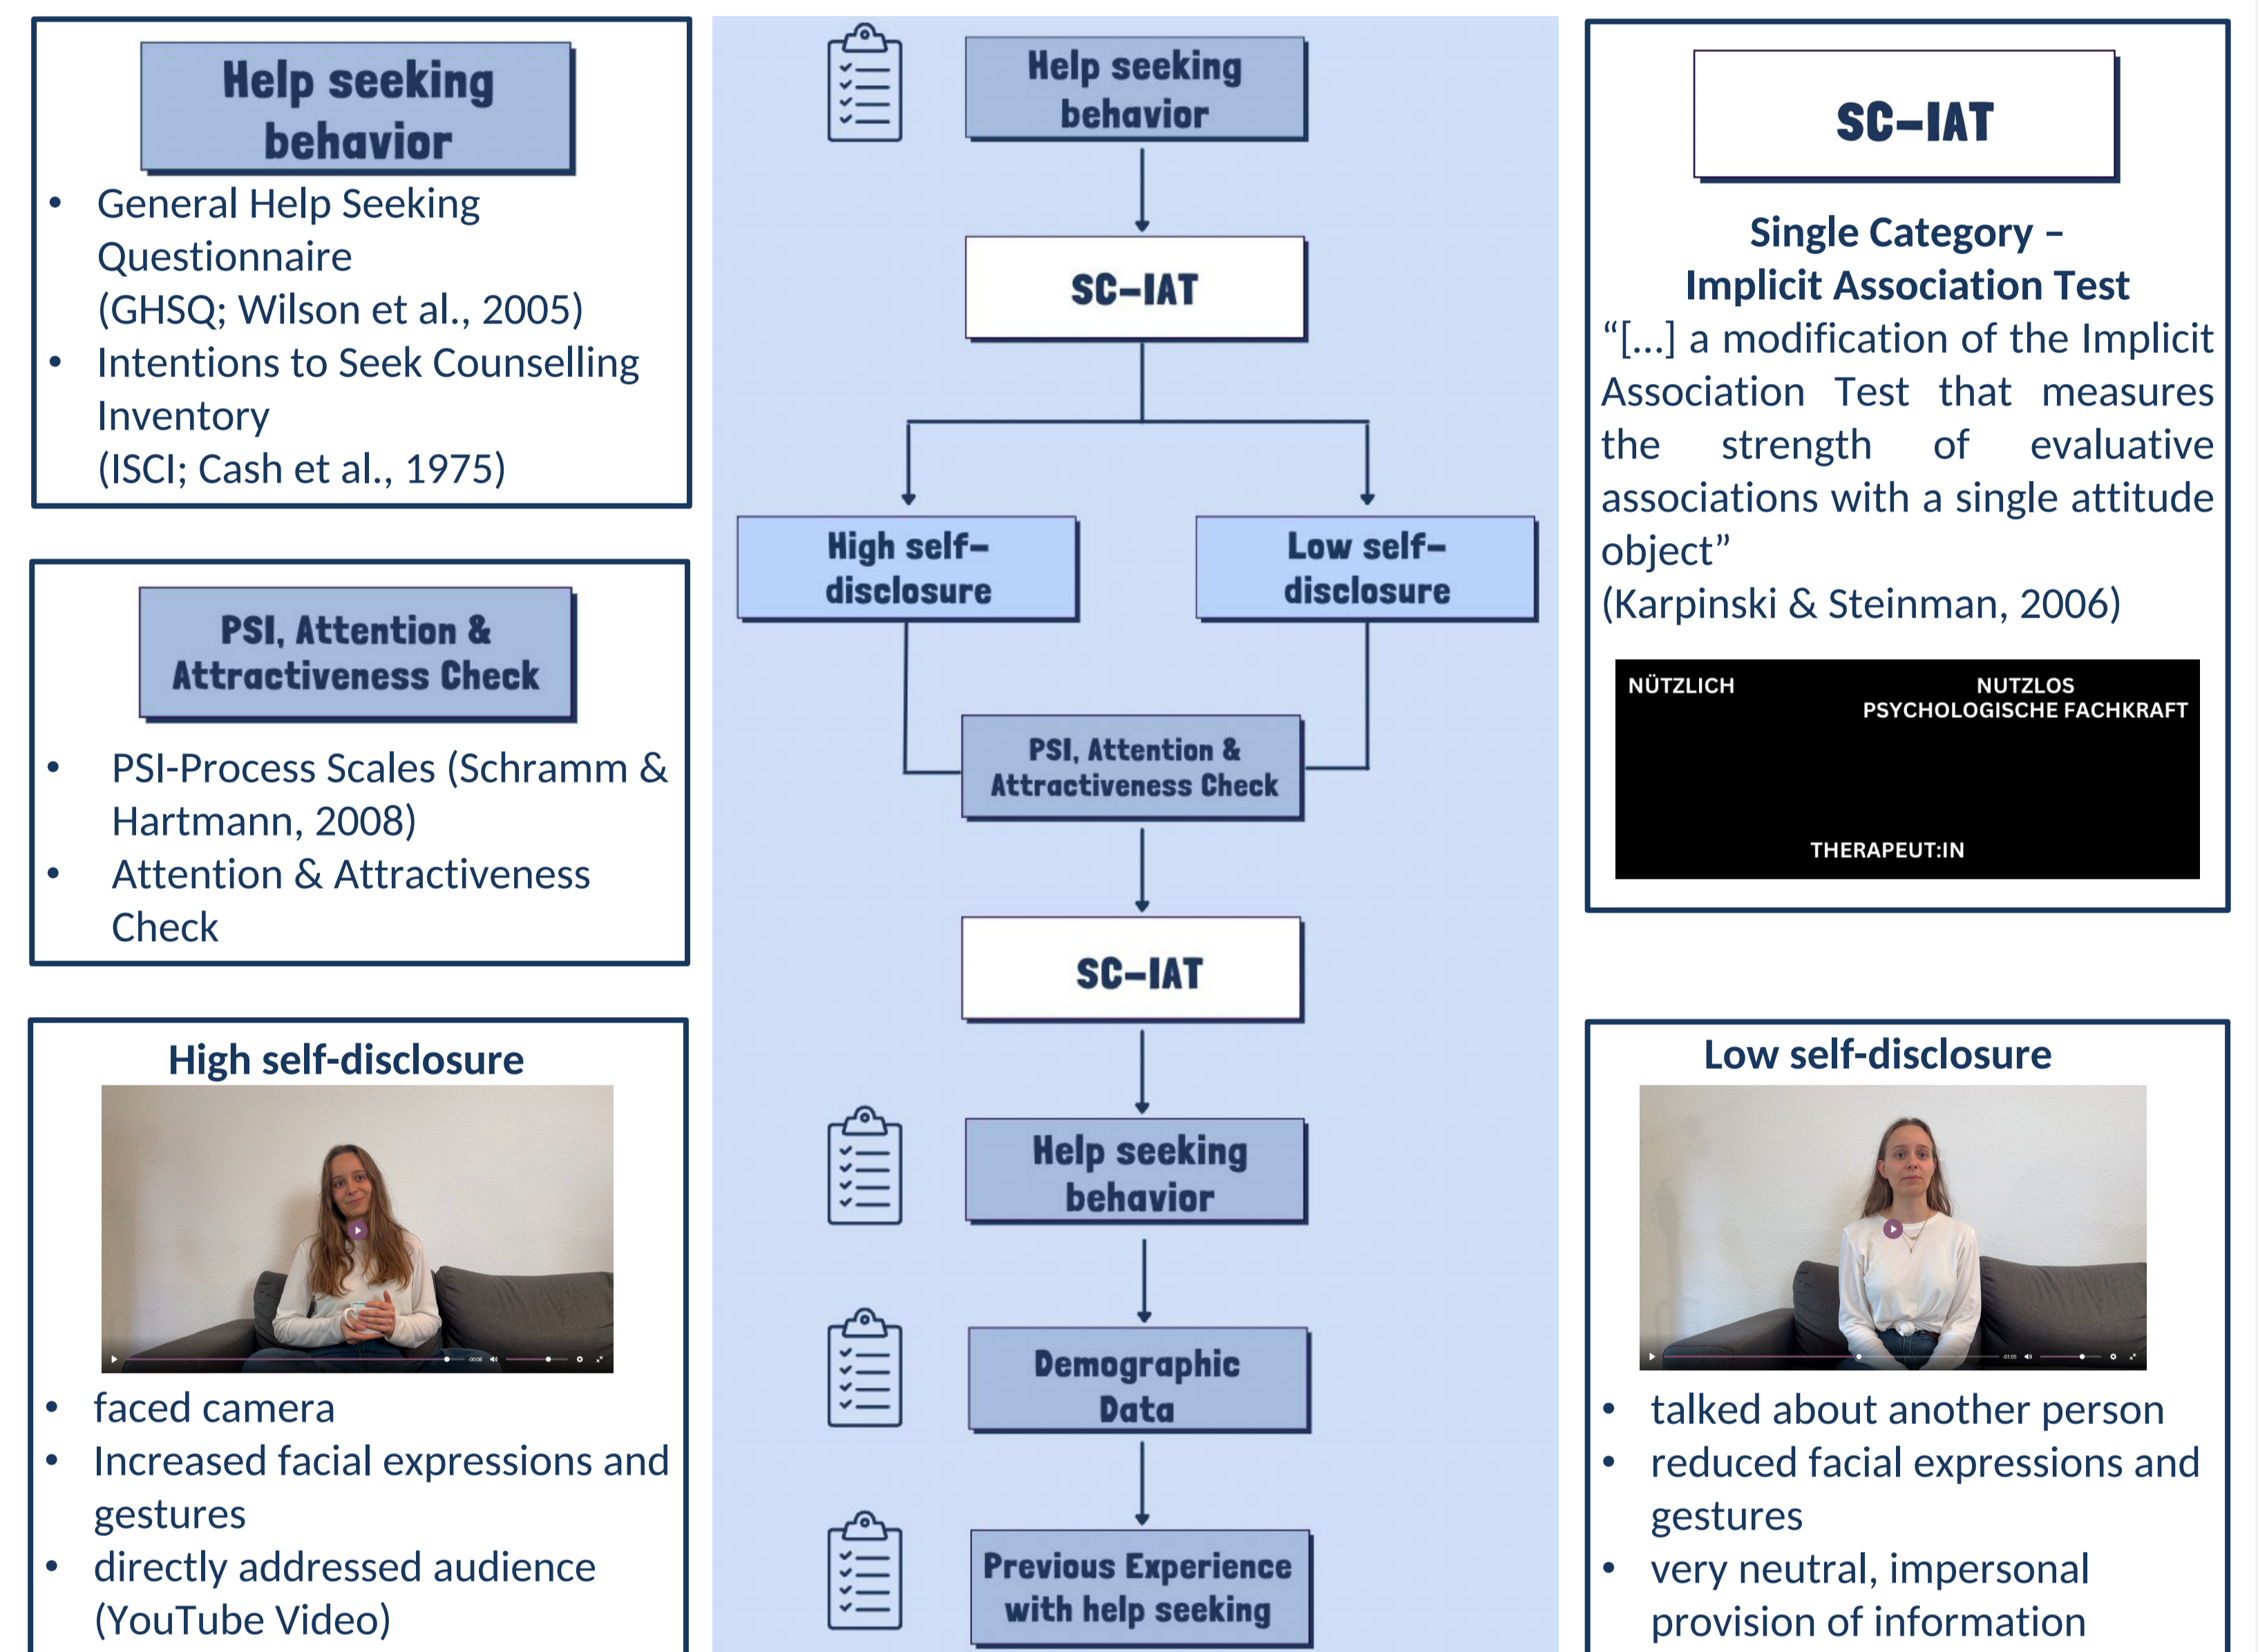 Help seeking
behavior
• General Help Seeking
Questionnaire
(GHSQ; Wilson et al., 2005)
• Intentions to Seek Counselling
Inventory
(ISCI; Cash et al., 1975)
PSI, Attention &
Attractiveness Check
• PSI-Process Scales (Schramm &
Hartmann, 2008)
• Attention & Attractiveness
Check
High self-disclosure
-00:08
• faced camera
• Increased facial expressions and
gestures
• directly addressed audience
(YouTube Video)
Help seeking
behavior
SC-IAT
High self-
disclosure
Low self-
disclosure
PSI, Attention &
Attractiveness Check
SC-IAT
Help seeking
behavior
Demographic
Data
Previous Experience
with help seeking
SC-IAT
Single Category –
Implicit Association Test
“[...] a modification of the Implicit
Association Test that measures
the strength of evaluative
associations with a single attitude
object”
(Karpinski & Steinman, 2006)
NÜTZLICH
NUTZLOS
PSYCHOLOGISCHE FACHKRAFT
THERAPEUT:IN
Low self-disclosure
-01:05
• talked about another person
• reduced facial expressions and
gestures
• very neutral, impersonal
provision of information